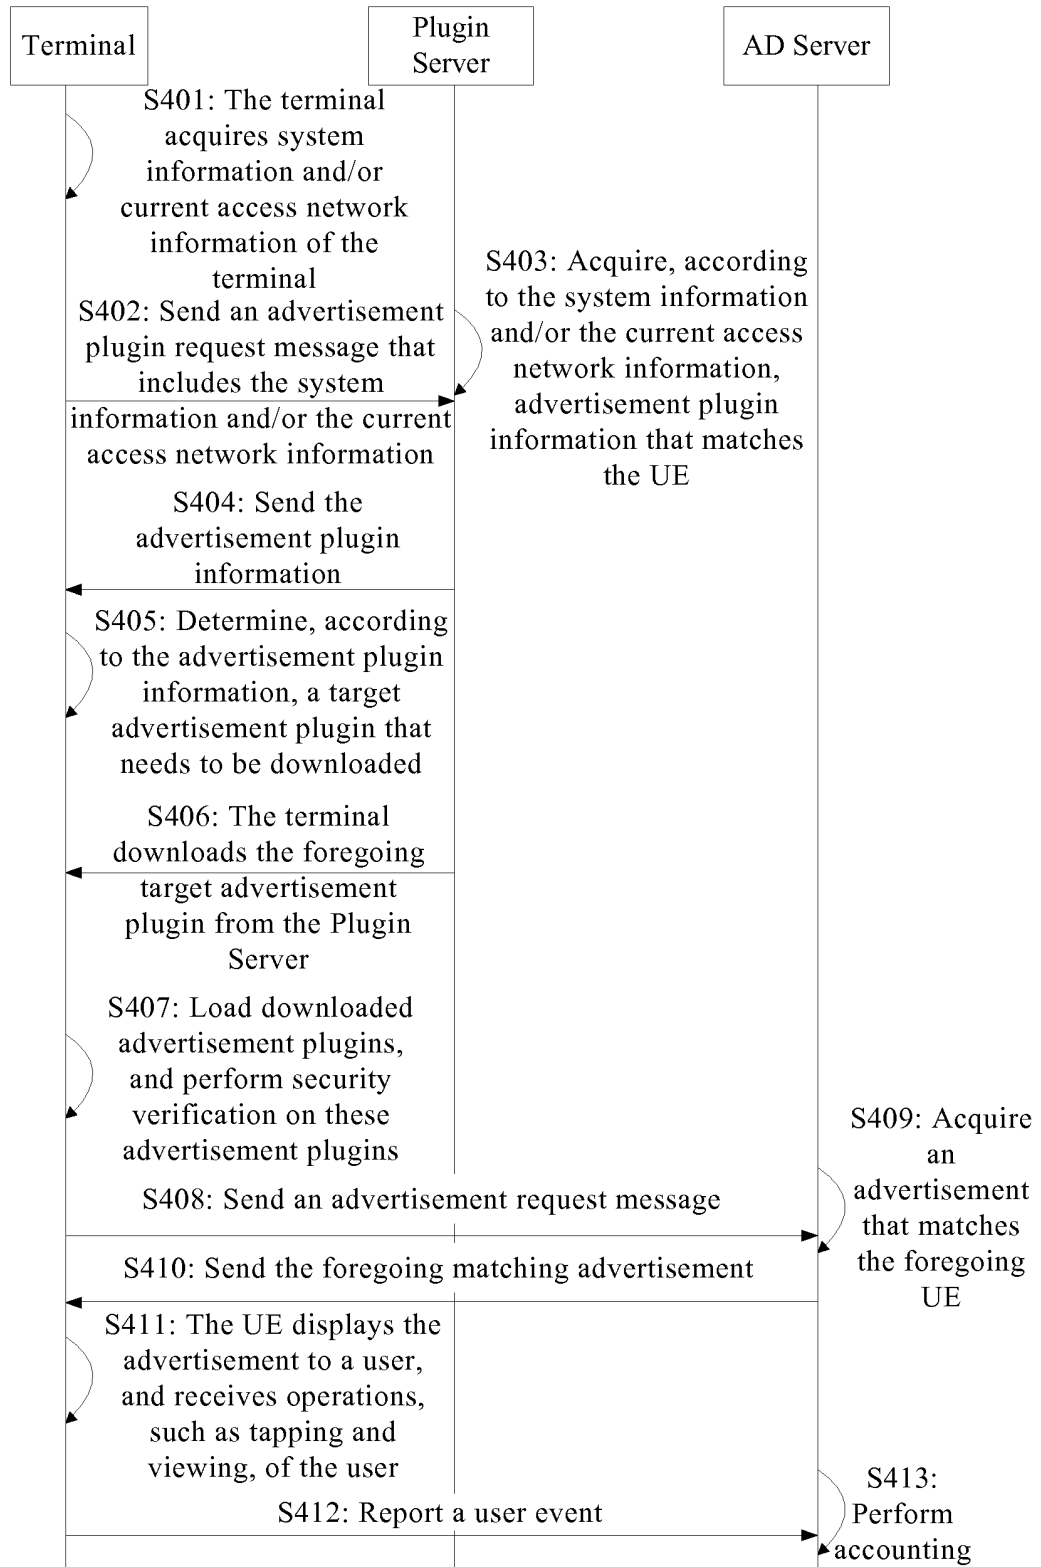 Terminal
Plugin
Server
AD Server
S401: The terminal
acquires system
information and/or
current access network
information of the
terminal
S402: Send an advertisement
plugin request message that
includes the system
information and/or the current
access network information
S403: Acquire, according
to the system information
and/or the current access
network information,
advertisement plugin
information that matches
the UE
S404: Send the
advertisement plugin
information
S405: Determine, according
to the advertisement plugin
information, a target
advertisement plugin that
needs to be downloaded
S406: The terminal
downloads the foregoing
target advertisement
plugin from the Plugin
Server
S407: Load downloaded
advertisement plugins,
and perform security
verification on these
advertisement plugins
S408: Send an advertisement request message
S409: Acquire
an
advertisement
that matches
the foregoing
UE
S410: Send the foregoing matching advertisement
S411: The UE displays the
advertisement to a user,
and receives operations,
such as tapping and
viewing, of the user
S412: Report a user event
S413:
Perform
accounting